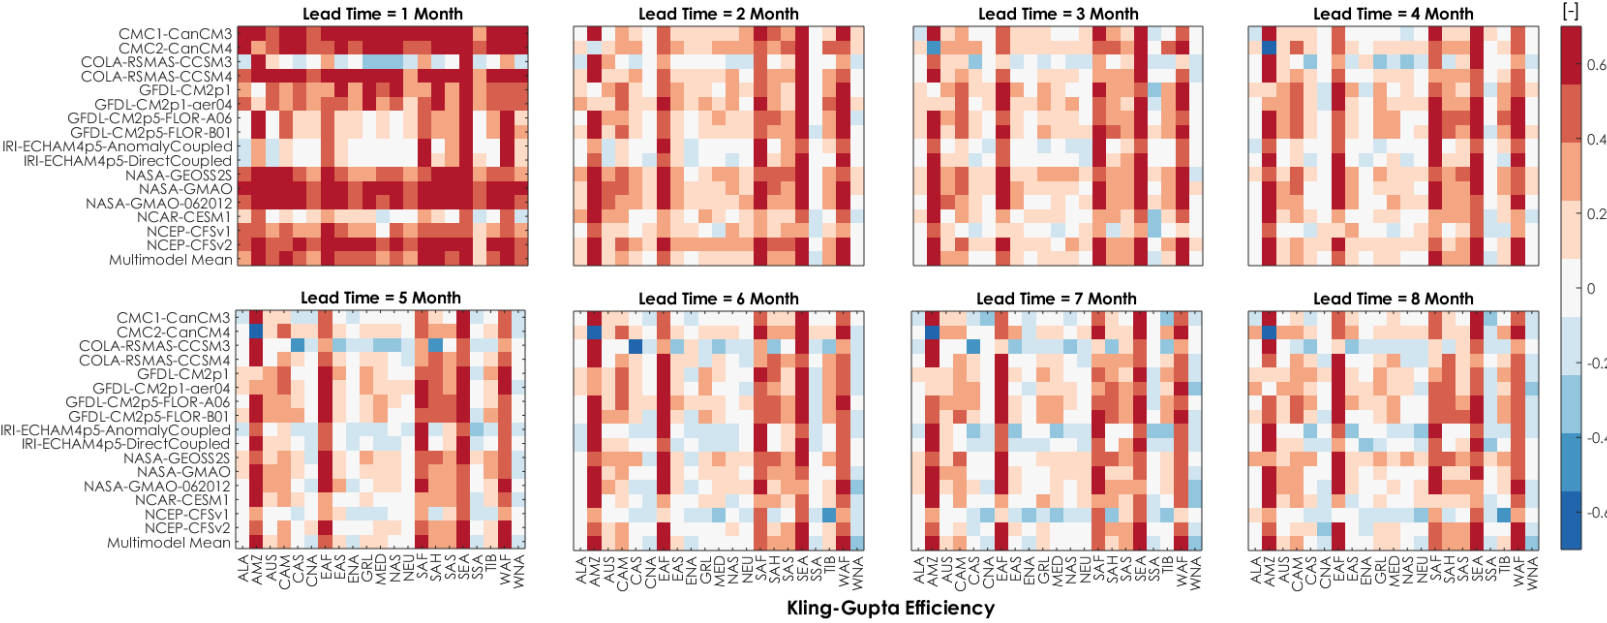 Lead Time = 1 Month
Lead Time = 2 Month
Lead Time = 3 Month
Lead Time = 4 Month
[-]
CMC1-CanCM3
CMC2-CanCM4
COLA-RSMAS-CCSM3
COLA-RSMAS-CCSM4
GFDL-CM2p1
GFDL-CM2p1-aer04
GFDL-CM2p5-FLOR-A06
GFDL-CM2p5-FLOR-B01
IRI-ECHAM4p5-AnomalyCoupled
IRI-ECHAM4p5-DirectCoupled
NASA-GEOSS2S
NASA-GMAO
NASA-GMAO-062012
NCAR-CESM1
NCEP-CFSv1
NCEP-CFSv2
Multimodel Mean
Lead Time = 5 Month
Lead Time = 6 Month
Lead Time = 7 Month
Lead Time = 8 Month
CMC1-CanCM3
CMC2-CanCM4
COLA-RSMAS-CCSM3
COLA-RSMAS-CCSM4
GFDL-CM2p1
GFDL-CM2p1-aer04
GFDL-CM2p5-FLOR-A06
GFDL-CM2p5-FLOR-B01
IRI-ECHAM4p5-AnomalyCoupled
IRI-ECHAM4p5-DirectCoupled
NASA-GEOSS2S
NASA-GMAO
NASA-GMAO-062012
NCAR-CESM1
NCEP-CFSv1
NCEP-CFSv2
Multimodel Mean
ALA AMZ AUS CAM CAS CNA EAF EAS ENA GRL MED NAS NEU SAF SAH SAS SEA SSA TIB WAF WNA
ALA AMZ AUS CAM CAS CNA EAF EAS ENA GRL MED NAS NEU SAF SAH SAS SEA SSA TIB WAF WNA
ALA AMZ AUS CAM CAS CNA EAF EAS ENA GRL MED NAS NEU SAF SAH SAS SEA SSA TIB WAF WNA
ALA AMZ AUS CAM CAS CNA EAF EAS ENA GRL MED NAS NEU SAF SAH SAS SEA SSA TIB WAF WNA
0.6
0.4
0.2
0
-0.2
-0.4
-0.6
Kling-Gupta Efficiency